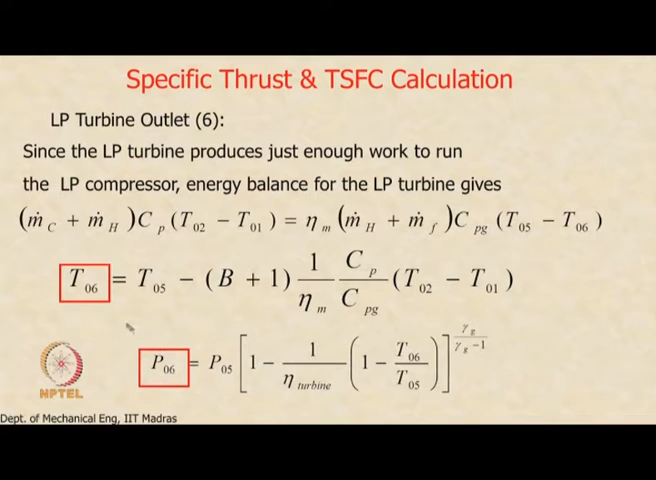 Specific Thrust & TSFC Calculation
LP Turbine Outlet (6):
Since the LP turbine produces just enough work to run
the LP compressor, energy balance for the LP turbine gives
(ṁ_C + ṁ_H) C_p (T_02 − T_01) = η_m (ṁ_H + ṁ_f) C_pg (T_05 − T_06)
T_06 = T_05 − (B + 1) 1/η_m C_p/C_pg (T_02 − T_01)
P_06 = P_05 [1 − 1/η_turbine (1 − T_06/T_05)]^(γ_g/(γ_g −1))
NPTEL
Dept. of Mechanical Eng, IIT Madras